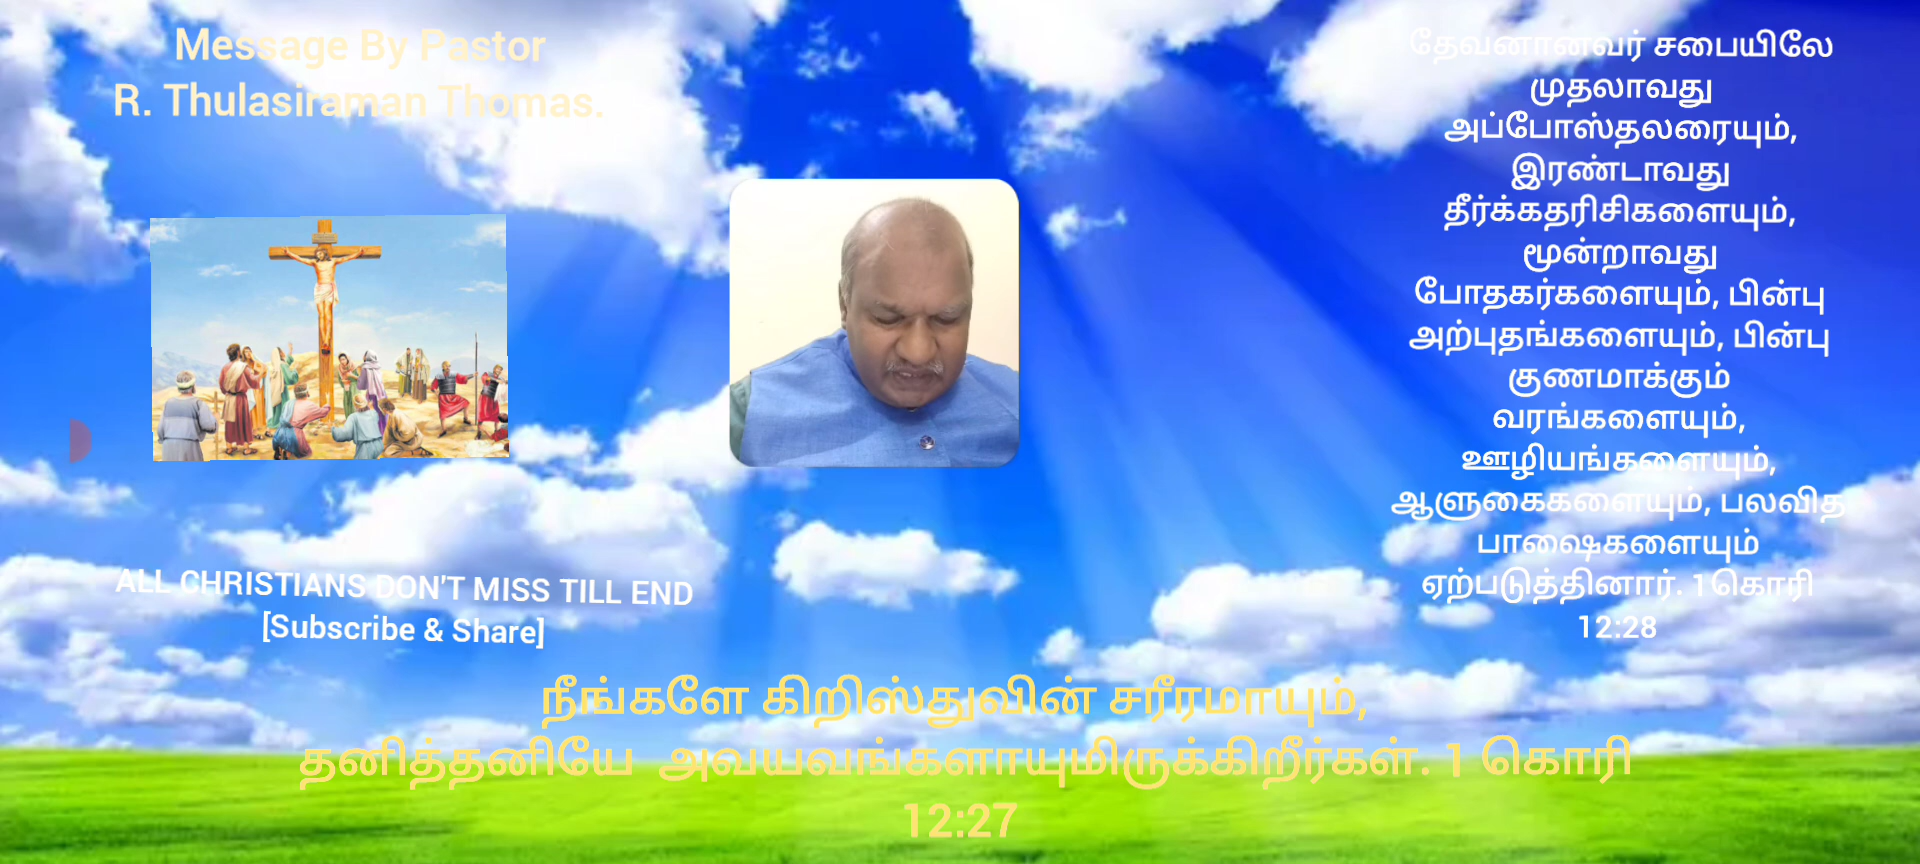 Message By Pastor
R. Thulasiraman Thomas.
தேவனானவர் சபையிலே
முதலாவது
அப்போஸ்தலரையும்,
இரண்டாவது
தீர்க்கதரிசிகளையும்,
மூன்றாவது
போதகர்களையும், பின்பு
அற்புதங்களையும், பின்பு
குணமாக்கும்
வரங்களையும்,
ஊழியங்களையும்,
ஆளுகைகளையும், பலவித
பாஷைகளையும்
ஏற்படுத்தினார். 1கொரி
12:28
ALL CHRISTIANS DON'T MISS TILL END
[Subscribe & Share]
நீங்களே கிறிஸ்துவின் சரீரமாயும்,
தனித்தனியே அவயவங்களாயுமிருக்கிறீர்கள். 1 கொரி
12:27